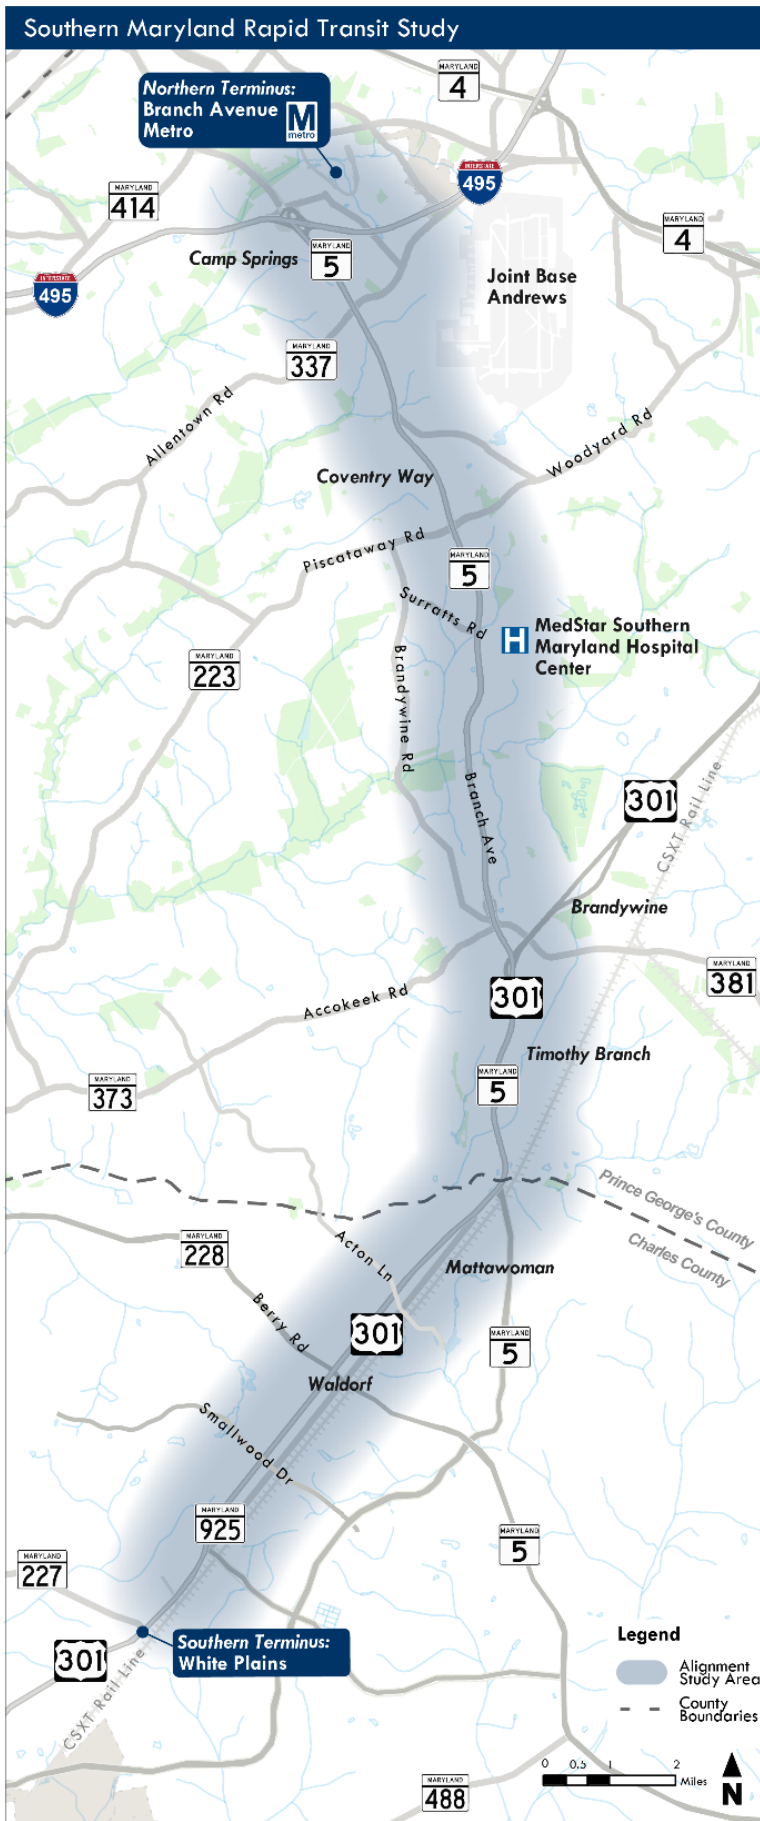 Southern Maryland Rapid Transit Study
MARYLAND
4
Northern Terminus:
Branch Avenue
Metro
M
metro
INTERSTATE
495
MARYLAND
414
MARYLAND
4
Camp Springs
MARYLAND
5
INTERSTATE
495
Joint Base
Andrews
MARYLAND
337
Allentown Rd
Woodyard Rd
Coventry Way
Piscataway Rd
MARYLAND
5
Surratts Rd
H
MedStar Southern
Maryland Hospital
Center
MARYLAND
223
Brandywine Rd
Branch Ave
301
CSXT Rail Line
Brandywine
MARYLAND
381
301
Accokeek Rd
Timothy Branch
MARYLAND
5
MARYLAND
373
Prince George's County
Charles County
MARYLAND
228
Acton Ln
Mattawoman
Berry Rd
301
MARYLAND
5
Waldorf
Smallwood Dr
MARYLAND
925
MARYLAND
5
MARYLAND
227
Southern Terminus:
White Plains
301
CSXT Rail Line
Legend
Alignment
Study Area
County
Boundaries
0 0.5 1 2
Miles
N
MARYLAND
488